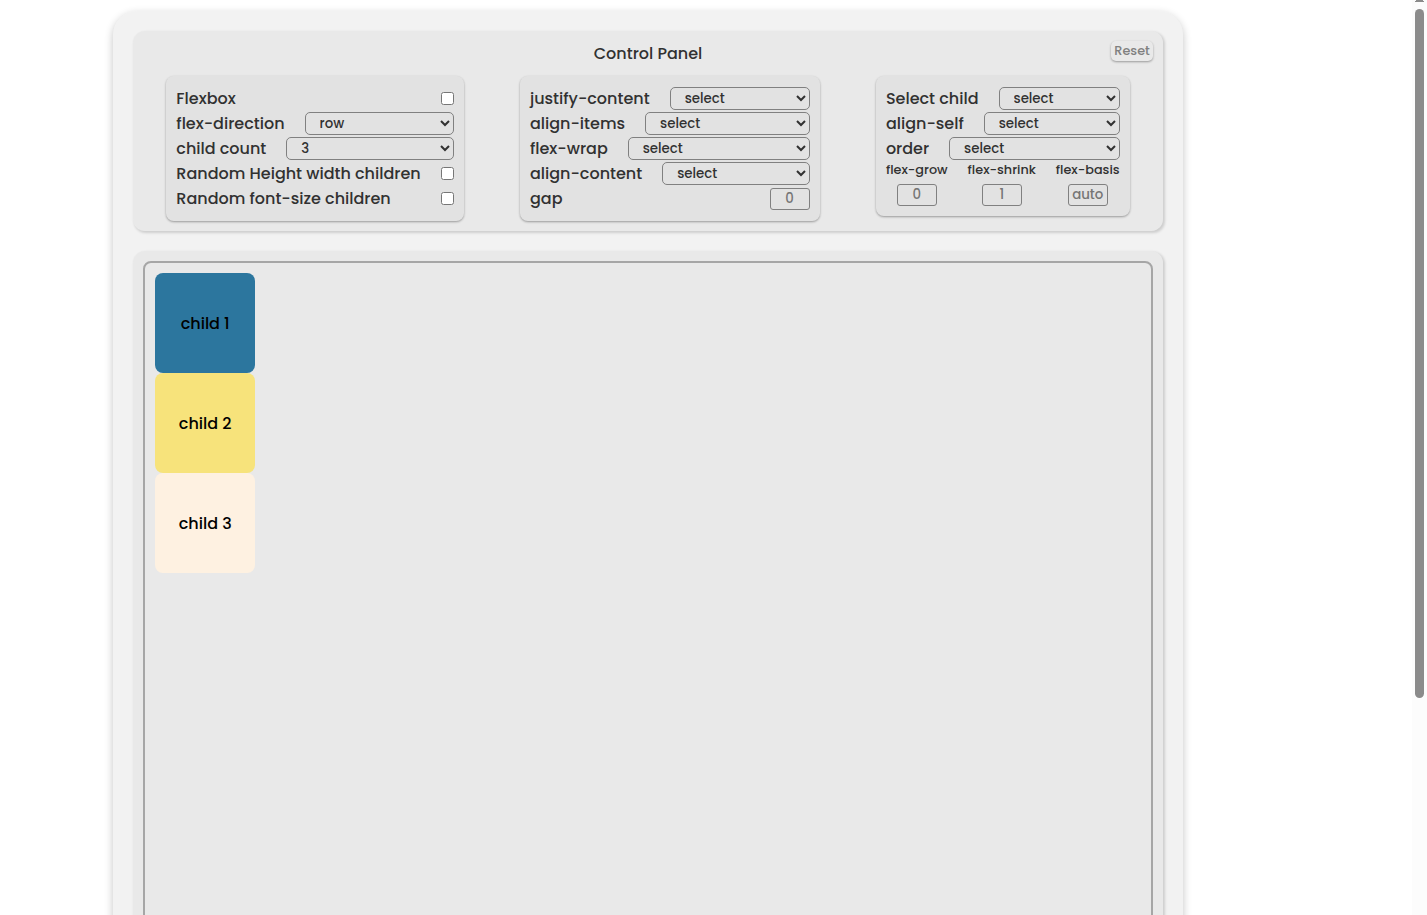 Control Panel
Reset
Flexbox
flex-direction row
child count 3
Random Height width children
Random font-size children
justify-content select
align-items select
flex-wrap select
align-content select
gap 0
Select child select
align-self select
order select
flex-grow flex-shrink flex-basis
0 1 auto
child 1
child 2
child 3